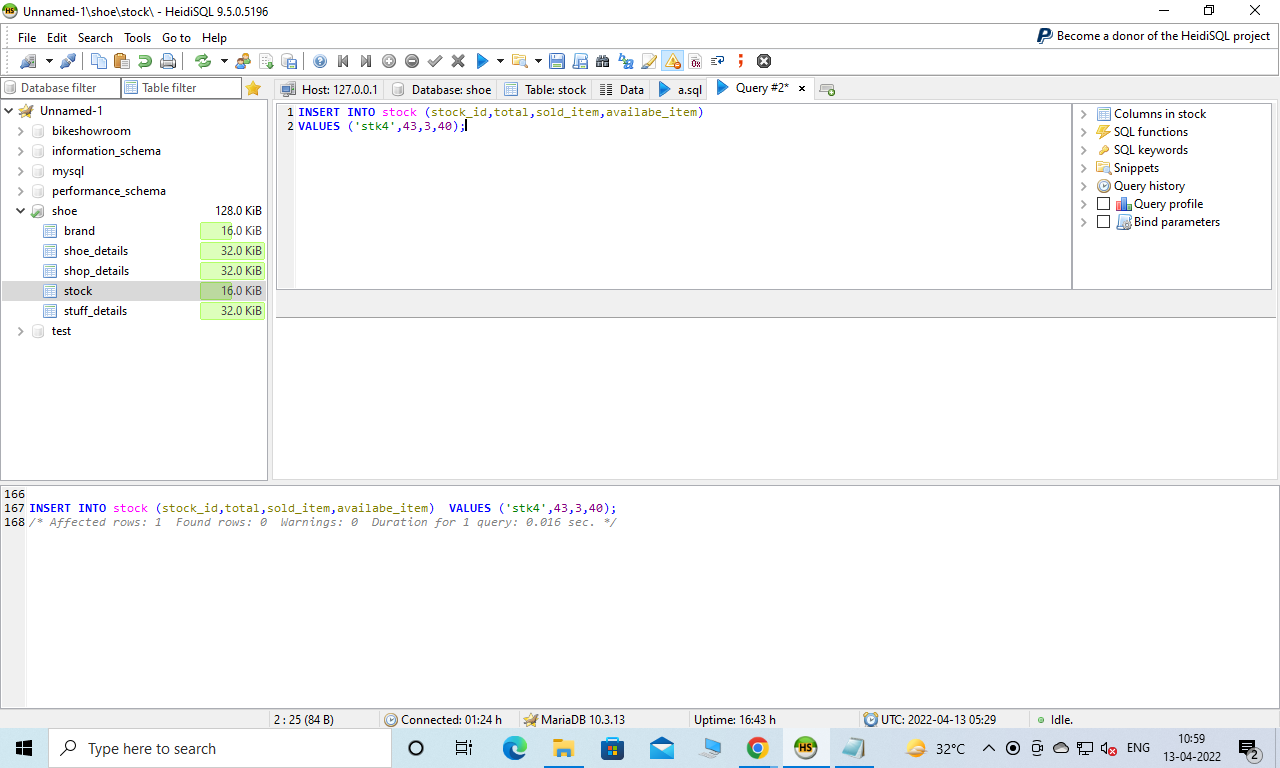 Unnamed-1\shoe\stock\ - HeidiSQL 9.5.0.5196
File Edit Search Tools Go to Help
Become a donor of the HeidiSQL project
Database filter Table filter
Host: 127.0.0.1 Database: shoe Table: stock Data a.sql Query #2*
Unnamed-1
bikeshowroom
information_schema
mysql
performance_schema
shoe 128.0 KiB
brand 16.0 KiB
shoe_details 32.0 KiB
shop_details 32.0 KiB
stock 16.0 KiB
stuff_details 32.0 KiB
test
1 INSERT INTO stock (stock_id,total,sold_item,availabe_item)
2 VALUES ('stk4',43,3,40);
Columns in stock
SQL functions
SQL keywords
Snippets
Query history
Query profile
Bind parameters
166
167 INSERT INTO stock (stock_id,total,sold_item,availabe_item)  VALUES ('stk4',43,3,40);
168 /* Affected rows: 1  Found rows: 0  Warnings: 0  Duration for 1 query: 0.016 sec. */
2 : 25 (84 B) Connected: 01:24 h MariaDB 10.3.13 Uptime: 16:43 h UTC: 2022-04-13 05:29 Idle.
Type here to search
HS
32°C
ENG
10:59
13-04-2022
2